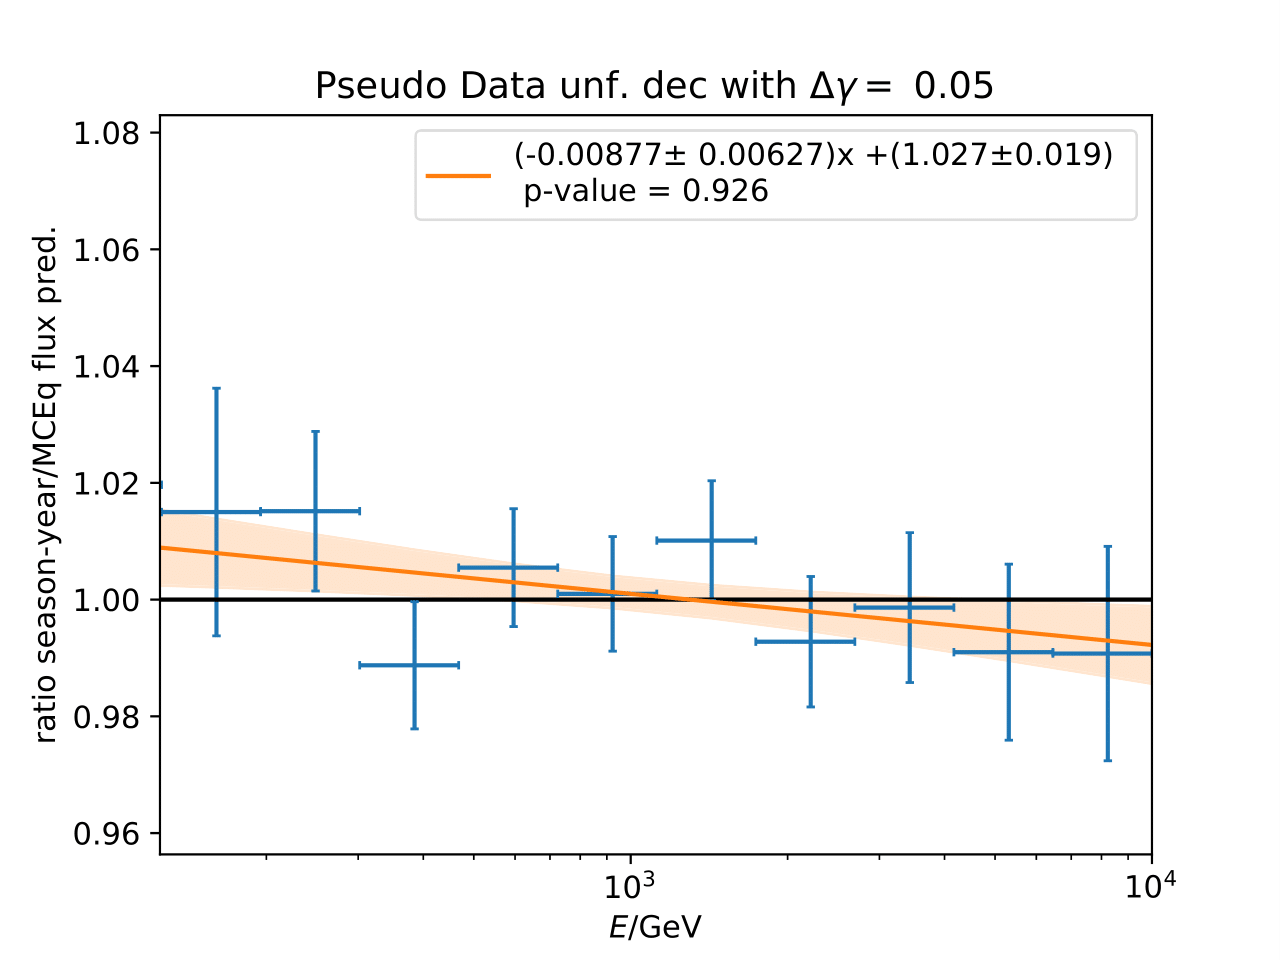 Pseudo Data unf. dec with Δγ = 0.05
(-0.00877± 0.00627)x +(1.027±0.019)
p-value = 0.926
ratio season-year/MCEq flux pred.
1.08
1.06
1.04
1.02
1.00
0.98
0.96
10³
10⁴
E/GeV